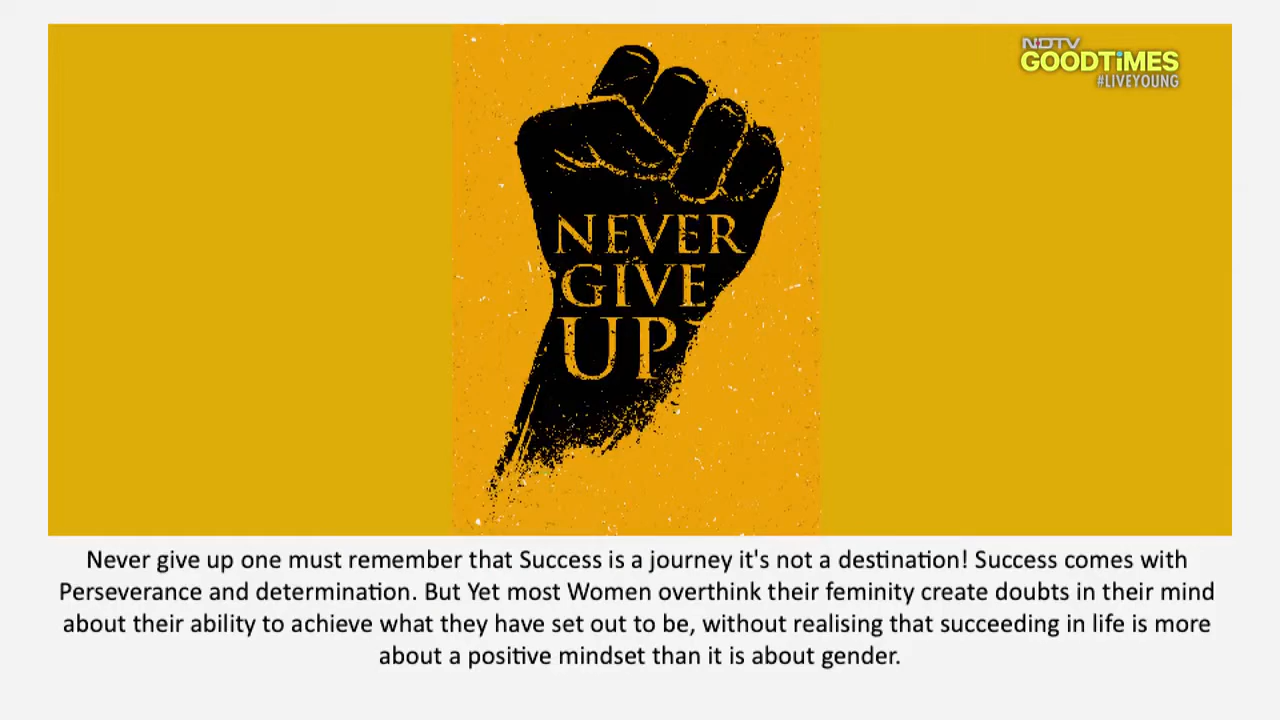 NDTV
GOODTiMES
#LIVEYOUNG
NEVER
GIVE
UP
Never give up one must remember that Success is a journey it's not a destination! Success comes with
Perseverance and determination. But Yet most Women overthink their feminity create doubts in their mind
about their ability to achieve what they have set out to be, without realising that succeeding in life is more
about a positive mindset than it is about gender.